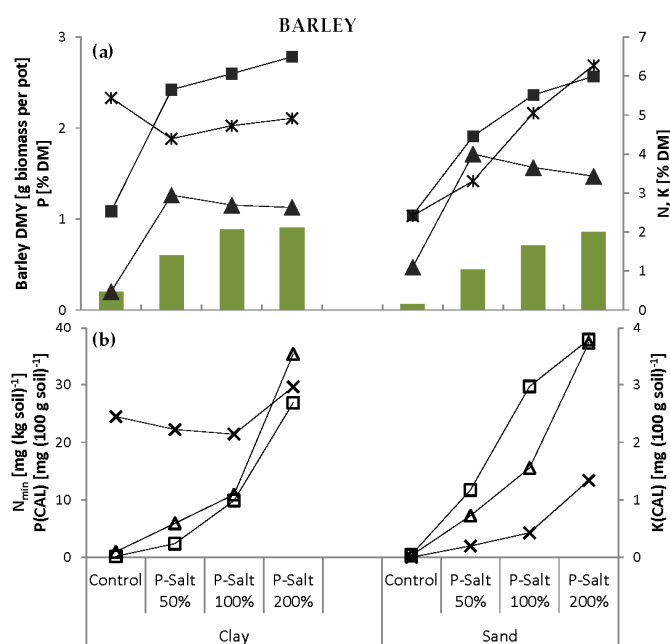 BARLEY
(a)
3
2
1
0
Barley DMY [g biomass per pot]
P [% DM]
7
6
5
4
3
2
1
0
N, K [% DM]
(b)
40
30
20
10
0
Nmin [mg (kg soil)-1]
P(CAL) [mg (100 g soil)-1]
4
3
2
1
0
K(CAL) [mg (100 g soil)-1]
Control P-Salt P-Salt P-Salt Control P-Salt P-Salt P-Salt
50% 100% 200% 50% 100% 200%
Clay Sand